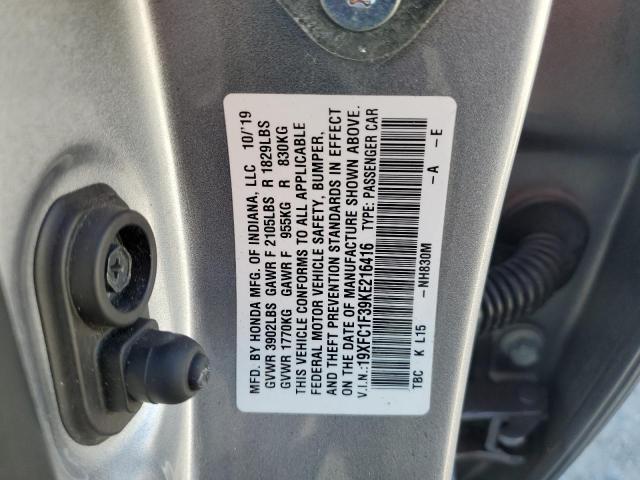 MFD. BY HONDA MFG. OF INDIANA, LLC 10/'19
GVWR 3902LBS GAWR F 2105LBS R 1829LBS
GVWR 1770KG GAWR F 955KG R 830KG
THIS VEHICLE CONFORMS TO ALL APPLICABLE
FEDERAL MOTOR VEHICLE SAFETY, BUMPER,
AND THEFT PREVENTION STANDARDS IN EFFECT
ON THE DATE OF MANUFACTURE SHOWN ABOVE.
V.I.N.:19XFC1F39KE216416 TYPE: PASSENGER CAR
TBC K L15 -NH830M -A -E